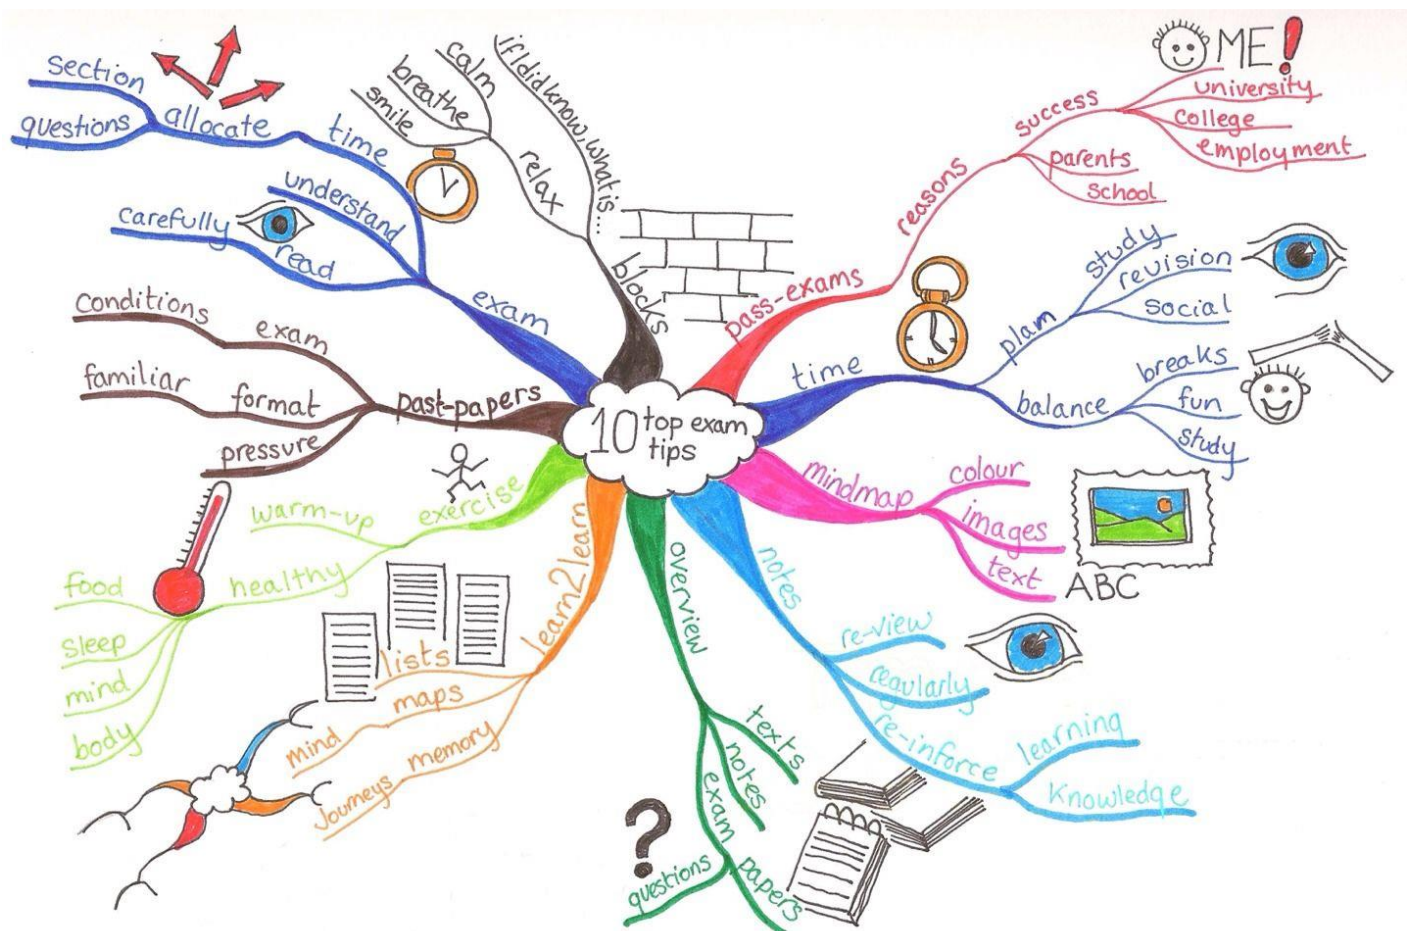 10 top exam
tips
pass-exams
reasons
success
ME!
university
college
employment
parents
school
time
plam
study
revision
social
balance
breaks
fun
study
mindmap
colour
images
text
ABC
notes
re-view
regularly
re-inforce
learning
knowledge
overview
texts
notes
exam
papers
questions
learn2learn
lists
maps
mind
memory
Journeys
exercise
warm-up
healthy
food
sleep
mind
body
past-papers
exam
conditions
format
familiar
pressure
exam
time
allocate
section
questions
understand
read
carefully
blocks
relax
calm
breathe
smile
if I did know, what is...